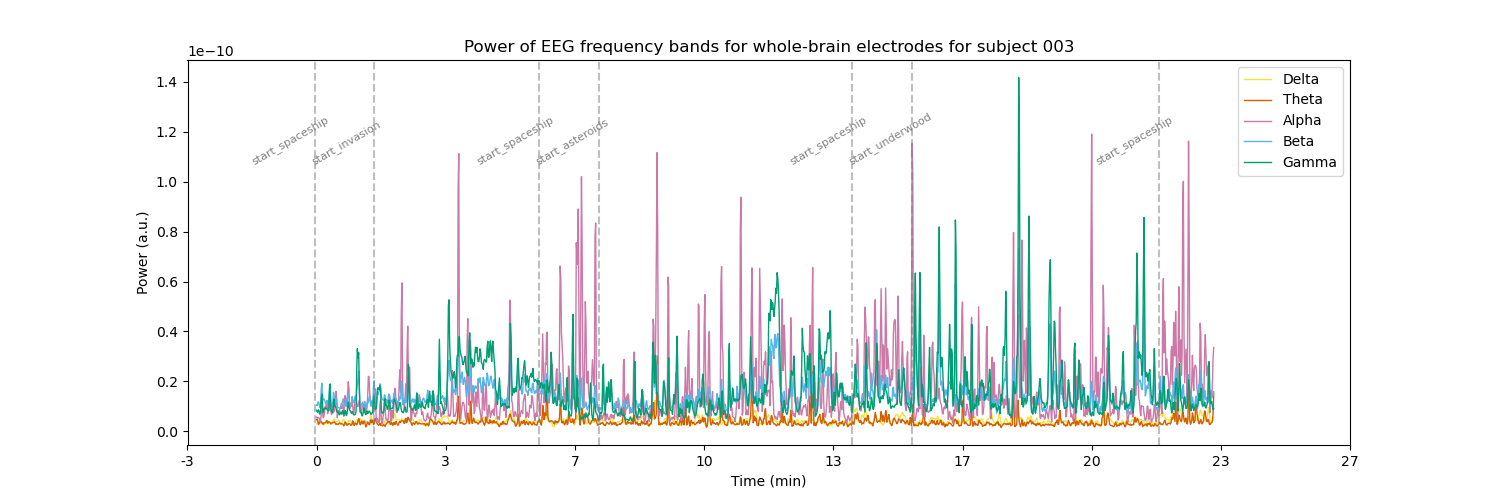 Power of EEG frequency bands for whole-brain electrodes for subject 003
1e−10
1.4
1.2
1.0
0.8
0.6
0.4
0.2
0.0
Power (a.u.)
start_spaceship
start_invasion
start_spaceship
start_asteroids
start_spaceship
start_underwood
start_spaceship
Delta
Theta
Alpha
Beta
Gamma
-3 0 3 7 10 13 17 20 23 27
Time (min)